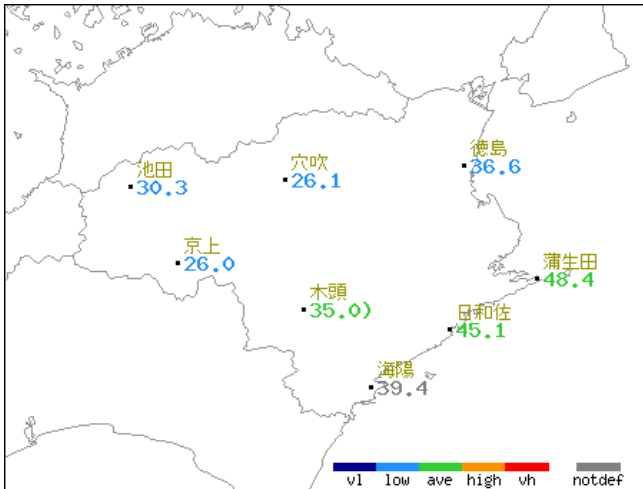 徳島
36.6
穴吹
26.1
池田
30.3
京上
26.0
蒲生田
48.4
木頭
35.0)
日和佐
45.1
海陽
39.4
vl low ave high vh notdef